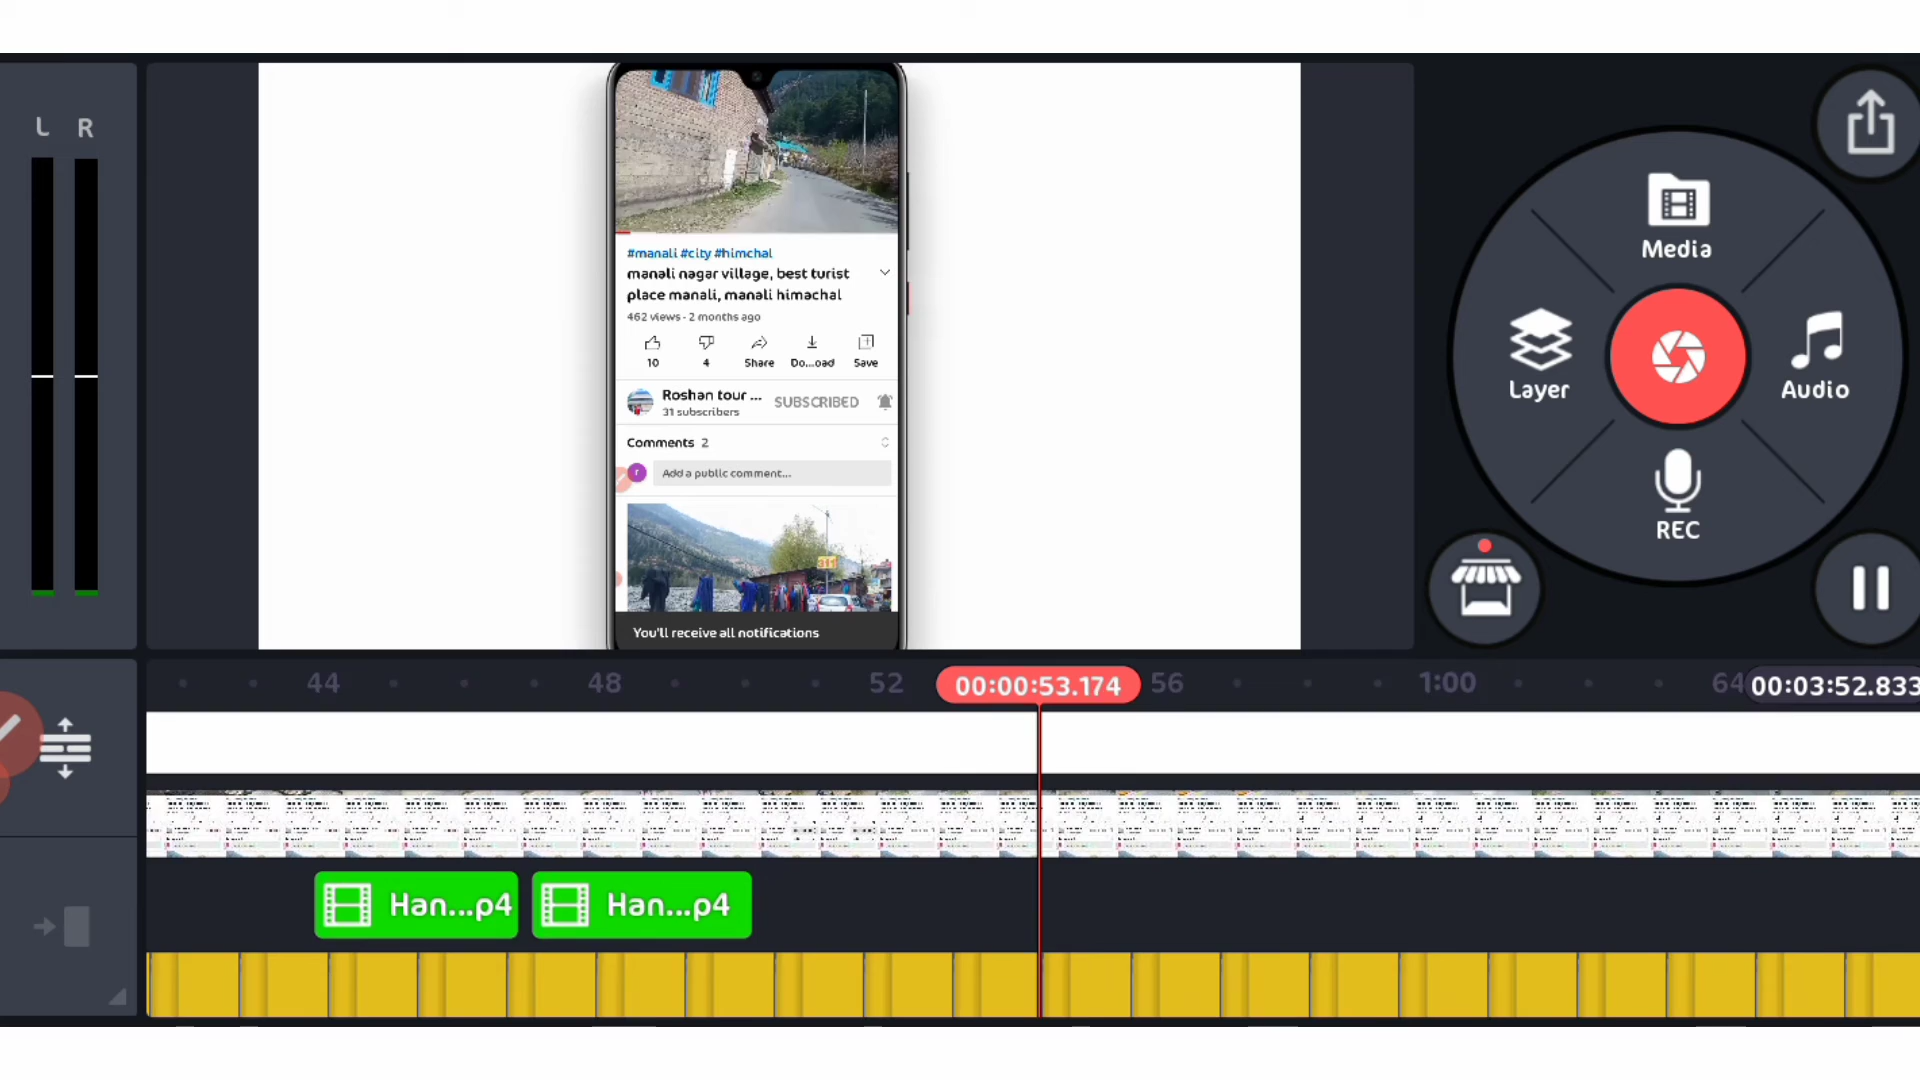 L R
#manali #city #himchal
manali nagar village, best turist
place manali, manali himachal
462 views · 2 months ago
10 4 Share Do...oad Save
Roshan tour ... SUBSCRIBED
31 subscribers
Comments 2
r Add a public comment...
You'll receive all notifications
Media
Layer
Audio
REC
44 48 52 00:00:53.174 56 1:00 64 00:03:52.833
Han...p4 Han...p4